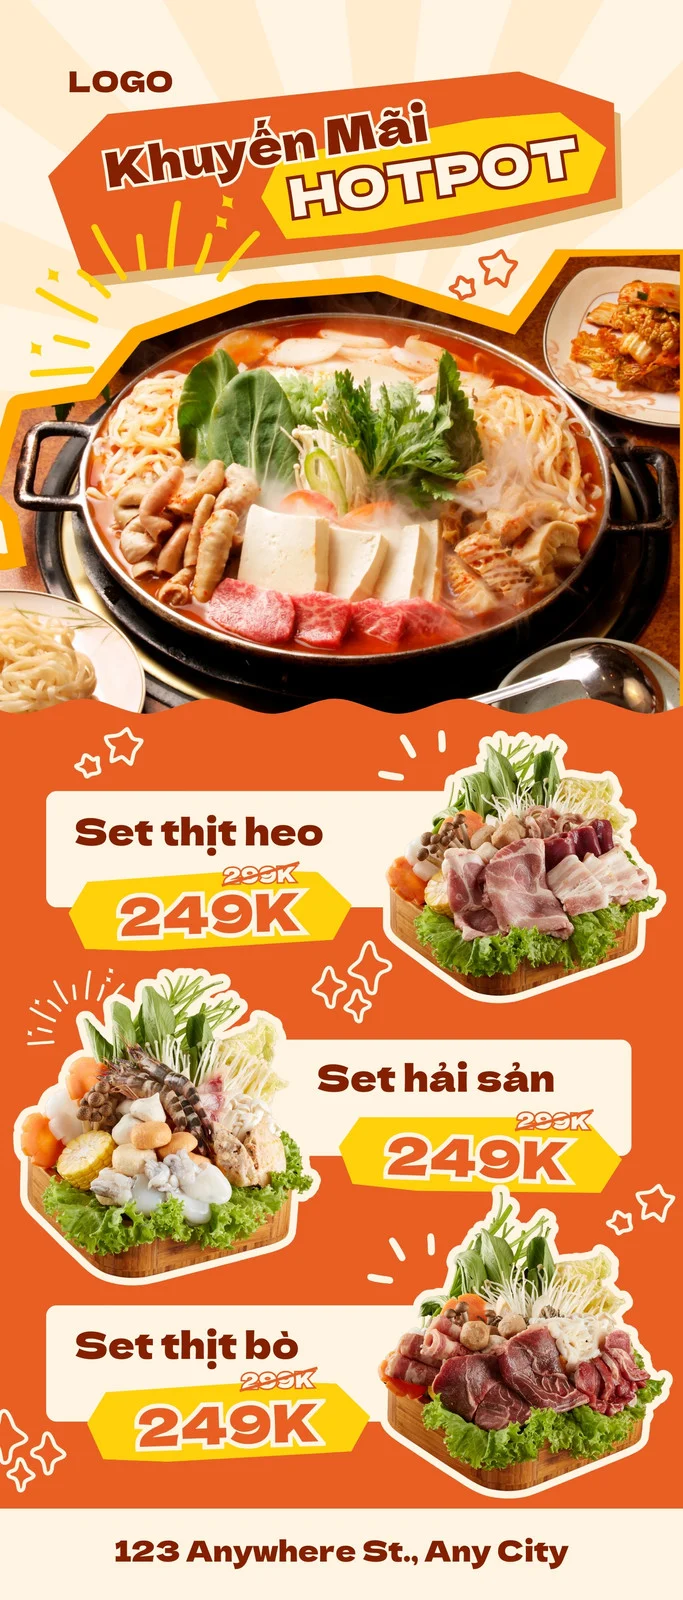 LOGO
Khuyến Mãi
HOTPOT
Set thịt heo
299K
249K
Set hải sản
299K
249K
Set thịt bò
299K
249K
123 Anywhere St., Any City